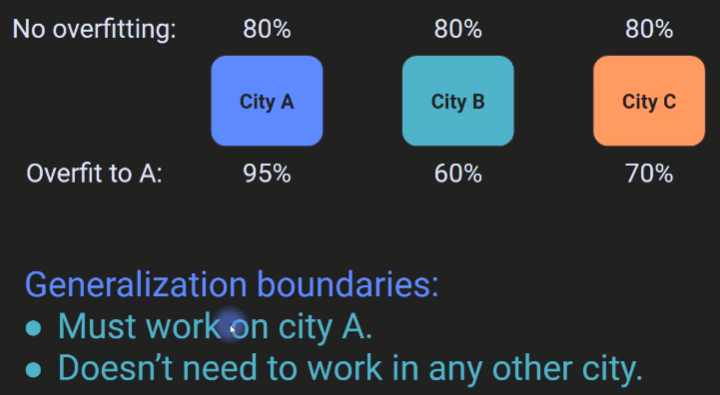 No overfitting: 80% 80% 80%
City A City B City C
Overfit to A: 95% 60% 70%
Generalization boundaries:
● Must work on city A.
● Doesn’t need to work in any other city.